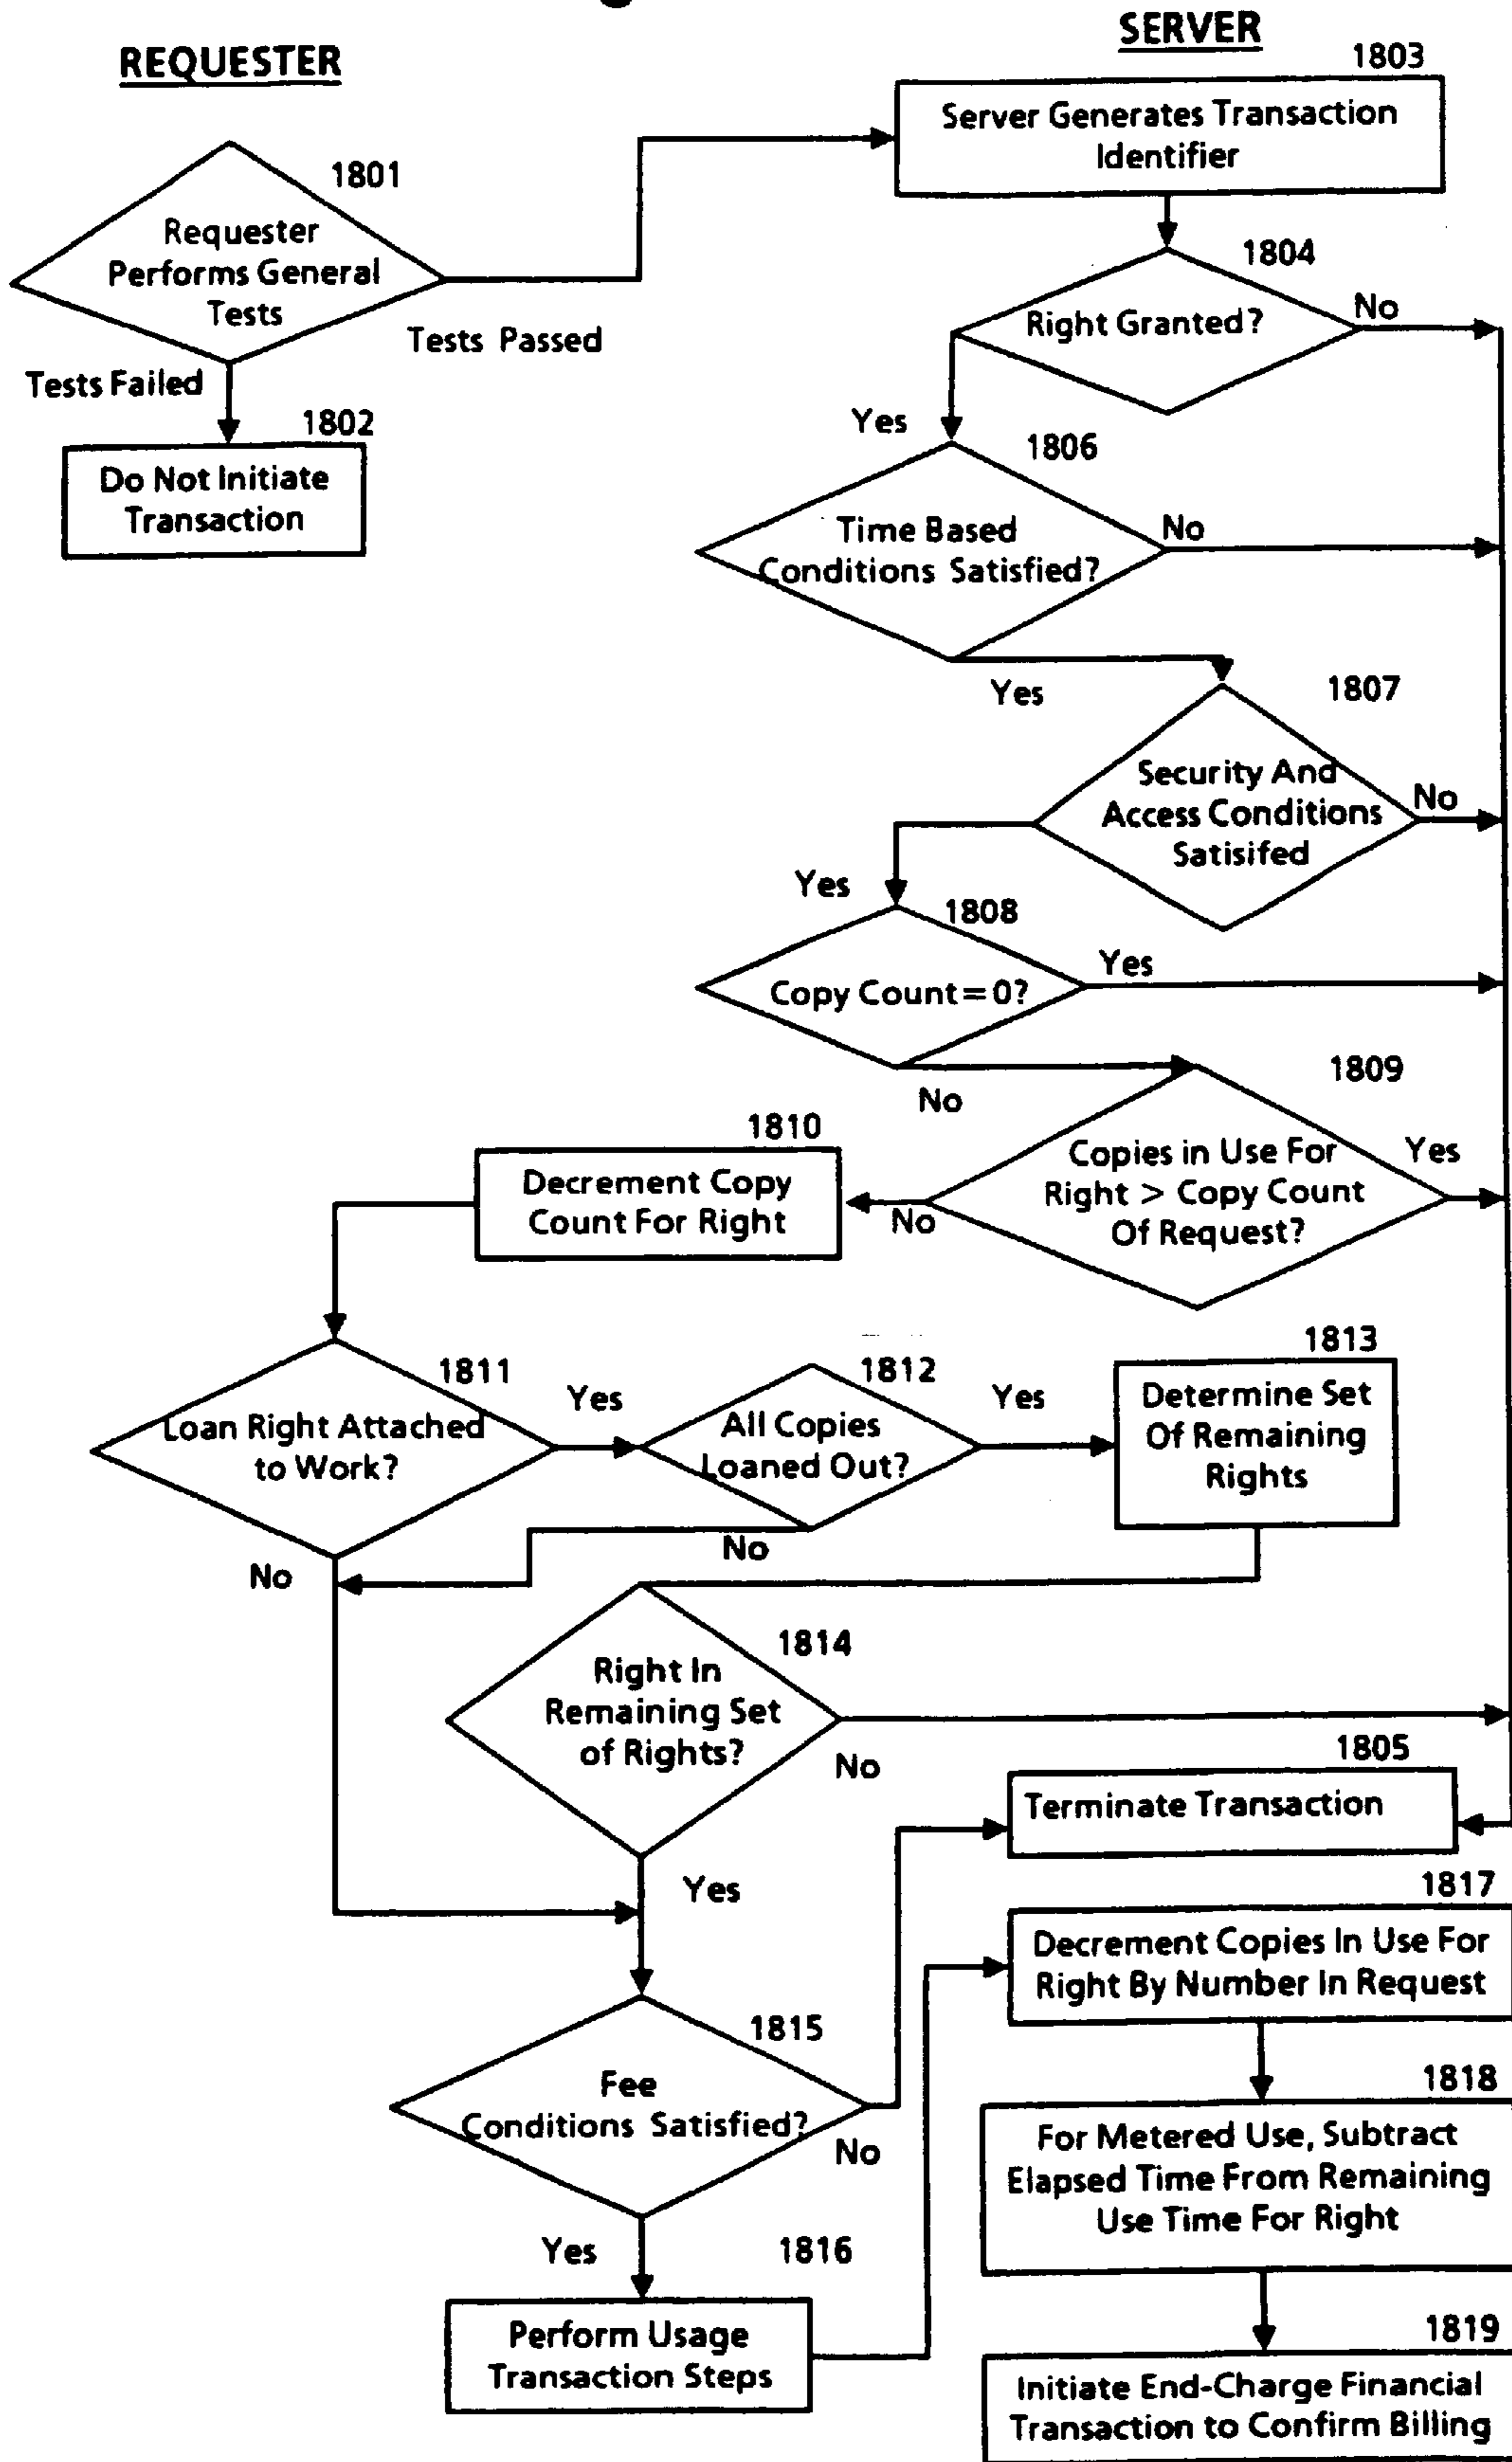 REQUESTER
SERVER
1803
Server Generates Transaction
Identifier
1801
Requester
Performs General
Tests
Tests Passed
Tests Failed
1802
Do Not Initiate
Transaction
1804
Right Granted?
No
Yes
1806
Time Based
Conditions Satisfied?
No
Yes
1807
Security And
Access Conditions
Satisifed
No
Yes
1808
Copy Count=0?
Yes
No
1809
Copies in Use For
Right > Copy Count
Of Request?
Yes
No
1810
Decrement Copy
Count For Right
1811
Loan Right Attached
to Work?
Yes
No
1812
All Copies
Loaned Out?
Yes
No
1813
Determine Set
Of Remaining
Rights
1814
Right In
Remaining Set
of Rights?
No
Yes
1805
Terminate Transaction
1815
Fee
Conditions Satisfied?
No
Yes
1816
Perform Usage
Transaction Steps
1817
Decrement Copies In Use For
Right By Number In Request
1818
For Metered Use, Subtract
Elapsed Time From Remaining
Use Time For Right
1819
Initiate End-Charge Financial
Transaction to Confirm Billing